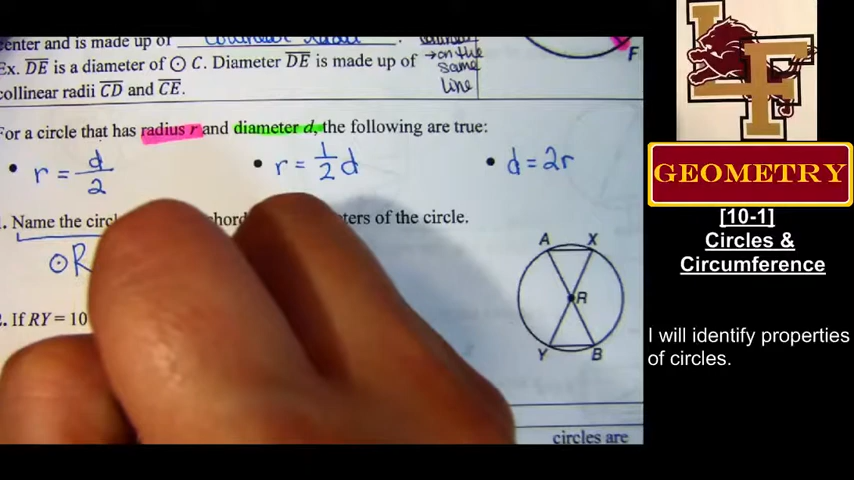 center and is made up of
→on the
same
line
Ex. DE is a diameter of ⊙ C. Diameter DE is made up of
collinear radii CD and CE.
F
For a circle that has radius r and diameter d, the following are true:
• r = d/2
• r = 1/2 d
• d = 2r
Name the circ
chord
ters of the circle.
⊙R
If RY = 10
A X
R
Y B
circles are
LF
GEOMETRY
[10-1]
Circles &
Circumference
I will identify properties
of circles.